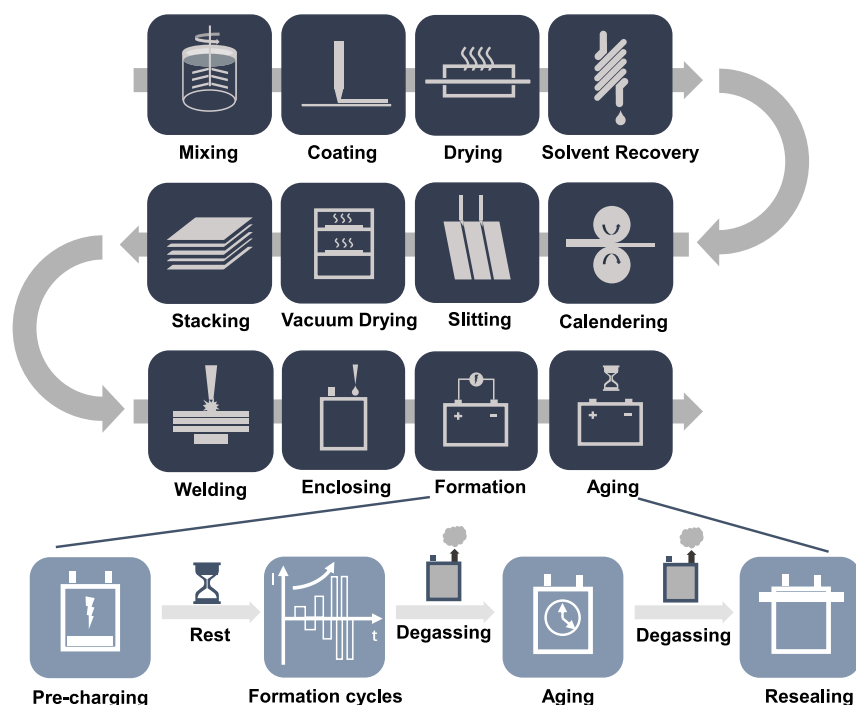 Mixing
Coating
Drying
Solvent Recovery
Stacking
Vacuum Drying
Slitting
Calendering
+ -
+ -
Welding
Enclosing
Formation
Aging
I
t
Rest
Degassing
Degassing
Pre-charging
Formation cycles
Aging
Resealing